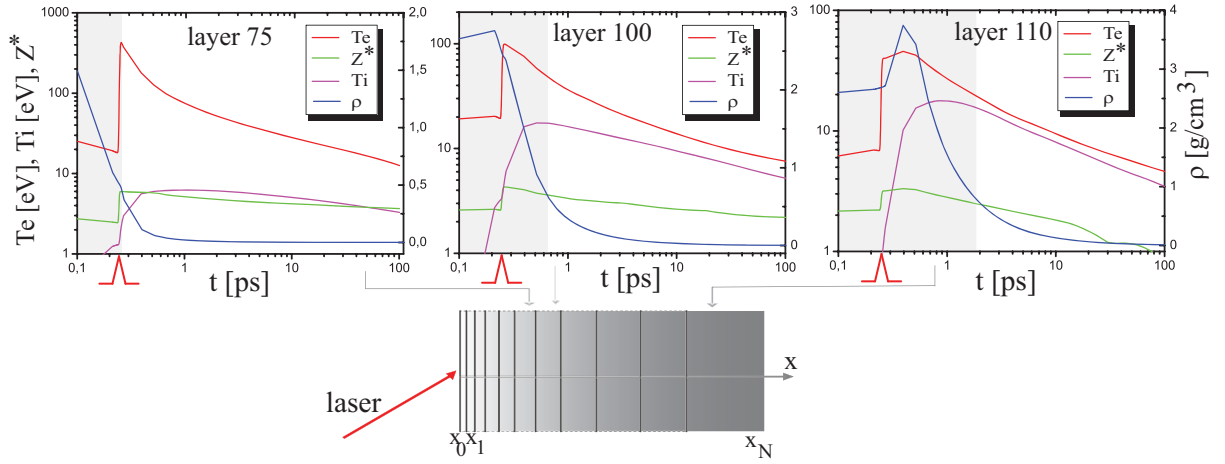 Te [eV], Ti [eV], Z*
1000
100
10
1
2,0
1,5
1,0
0,5
0,0
0,1
1
10
100
layer 75
Te
Z*
Ti
ρ
t [ps]
100
10
1
3
2
1
0
0,1
1
10
100
layer 100
Te
Z*
Ti
ρ
t [ps]
100
10
1
4
3
2
1
0
0,1
1
10
100
layer 110
Te
Z*
Ti
ρ
t [ps]
ρ [g/cm³]
laser
x
x₀x₁
x_N